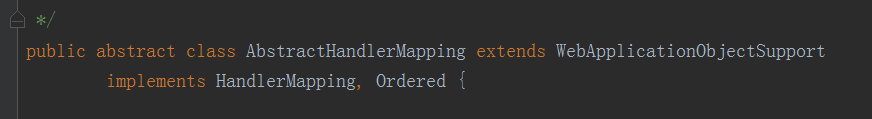 */
public abstract class AbstractHandlerMapping extends WebApplicationObjectSupport
implements HandlerMapping, Ordered {